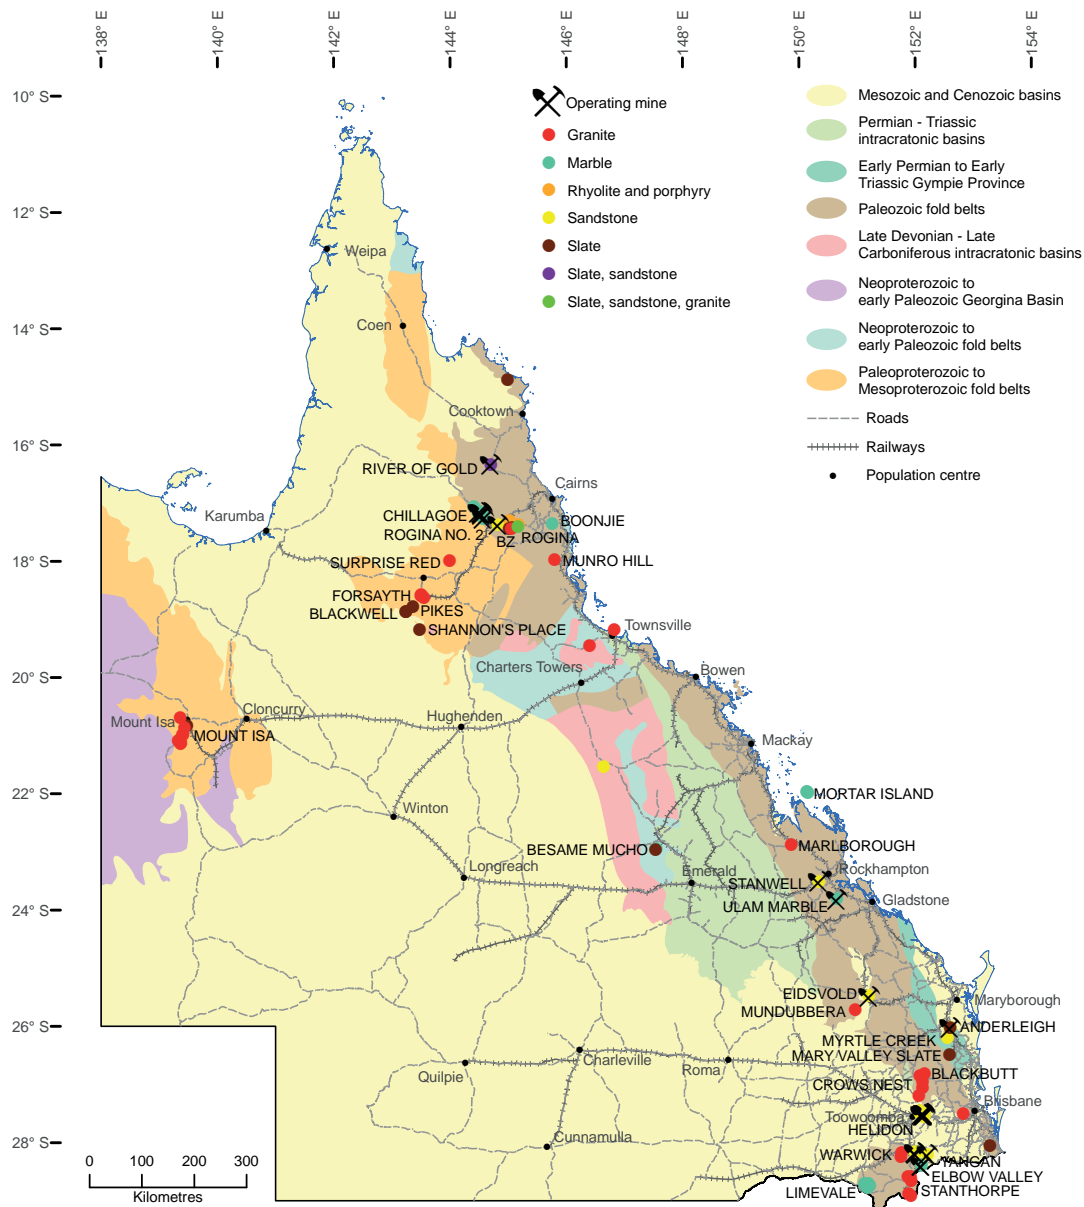 138° E
140° E
142° E
144° E
146° E
148° E
150° E
152° E
154° E
10° S
12° S
14° S
16° S
18° S
20° S
22° S
24° S
26° S
28° S
Operating mine
Granite
Marble
Rhyolite and porphyry
Sandstone
Slate
Slate, sandstone
Slate, sandstone, granite
Mesozoic and Cenozoic basins
Permian - Triassic
intracratonic basins
Early Permian to Early
Triassic Gympie Province
Paleozoic fold belts
Late Devonian - Late
Carboniferous intracratonic basins
Neoproterozoic to
early Paleozoic Georgina Basin
Neoproterozoic to
early Paleozoic fold belts
Paleoproterozoic to
Mesoproterozoic fold belts
Roads
Railways
Population centre
Weipa
Coen
Cooktown
RIVER OF GOLD
Cairns
Karumba
CHILLAGOE
BOONJIE
ROGINA NO. 2
BZ
ROGINA
SURPRISE RED
MUNRO HILL
FORSAYTH
BLACKWELL
PIKES
SHANNON'S PLACE
Townsville
Charters Towers
Bowen
Mount Isa
Cloncurry
MOUNT ISA
Hughenden
Mackay
MORTAR ISLAND
Winton
BESAME MUCHO
MARLBOROUGH
Longreach
Emerald
Rockhampton
STANWELL
ULAM MARBLE
Gladstone
EIDSVOLD
MUNDUBBERA
Maryborough
ANDERLEIGH
MYRTLE CREEK
MARY VALLEY SLATE
Charleville
Roma
Quilpie
BLACKBUTT
CROWS NEST
Brisbane
Toowoomba
HELIDON
Cunnamulla
WARWICK
YANGAN
ELBOW VALLEY
LIMEVALE
STANTHORPE
0 100 200 300
Kilometres